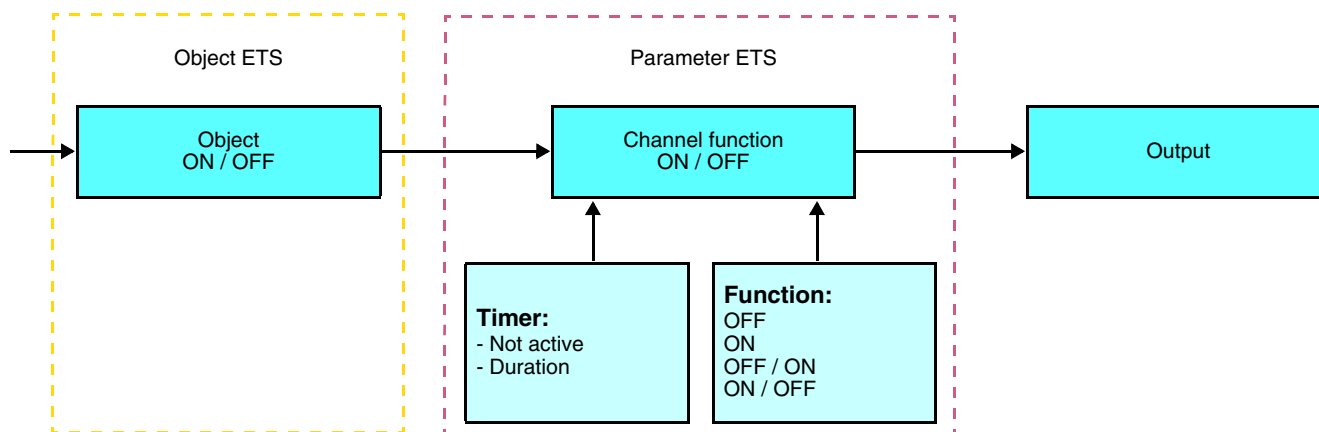 Object ETS
Parameter ETS
Object
ON / OFF
Channel function
ON / OFF
Output
Timer:
- Not active
- Duration
Function:
OFF
ON
OFF / ON
ON / OFF